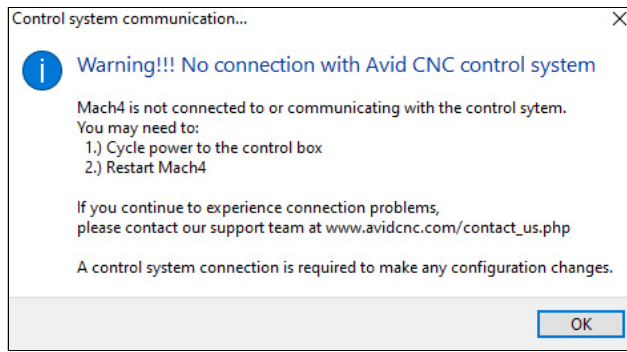 Control system communication...
Warning!!! No connection with Avid CNC control system
Mach4 is not connected to or communicating with the control sytem.
You may need to:
1.) Cycle power to the control box
2.) Restart Mach4
If you continue to experience connection problems,
please contact our support team at www.avidcnc.com/contact_us.php
A control system connection is required to make any configuration changes.
OK